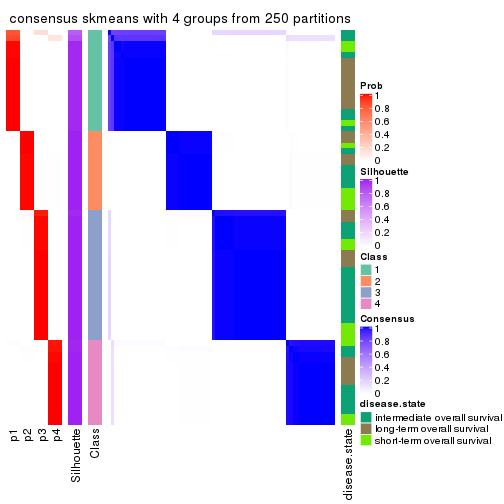 consensus skmeans with 4 groups from 250 partitions
Prob
1
0.8
0.6
0.4
0.2
0
Silhouette
1
0.8
0.6
0.4
0.2
0
Class
1
2
3
4
Consensus
1
0.8
0.6
0.4
0.2
0
disease.state
intermediate overall survival
long-term overall survival
short-term overall survival
p1
p2
p3
p4
Silhouette
Class
disease.state